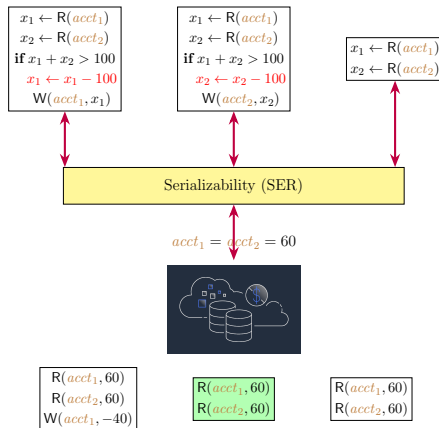 x₁ ← R(acct₁)
x₂ ← R(acct₂)
if x₁ + x₂ > 100
x₁ ← x₁ − 100
W(acct₁, x₁)
x₁ ← R(acct₁)
x₂ ← R(acct₂)
if x₁ + x₂ > 100
x₂ ← x₂ − 100
W(acct₂, x₂)
x₁ ← R(acct₁)
x₂ ← R(acct₂)
Serializability (SER)
acct₁ = acct₂ = 60
R(acct₁, 60)
R(acct₂, 60)
W(acct₁, −40)
R(acct₁, 60)
R(acct₂, 60)
R(acct₁, 60)
R(acct₂, 60)